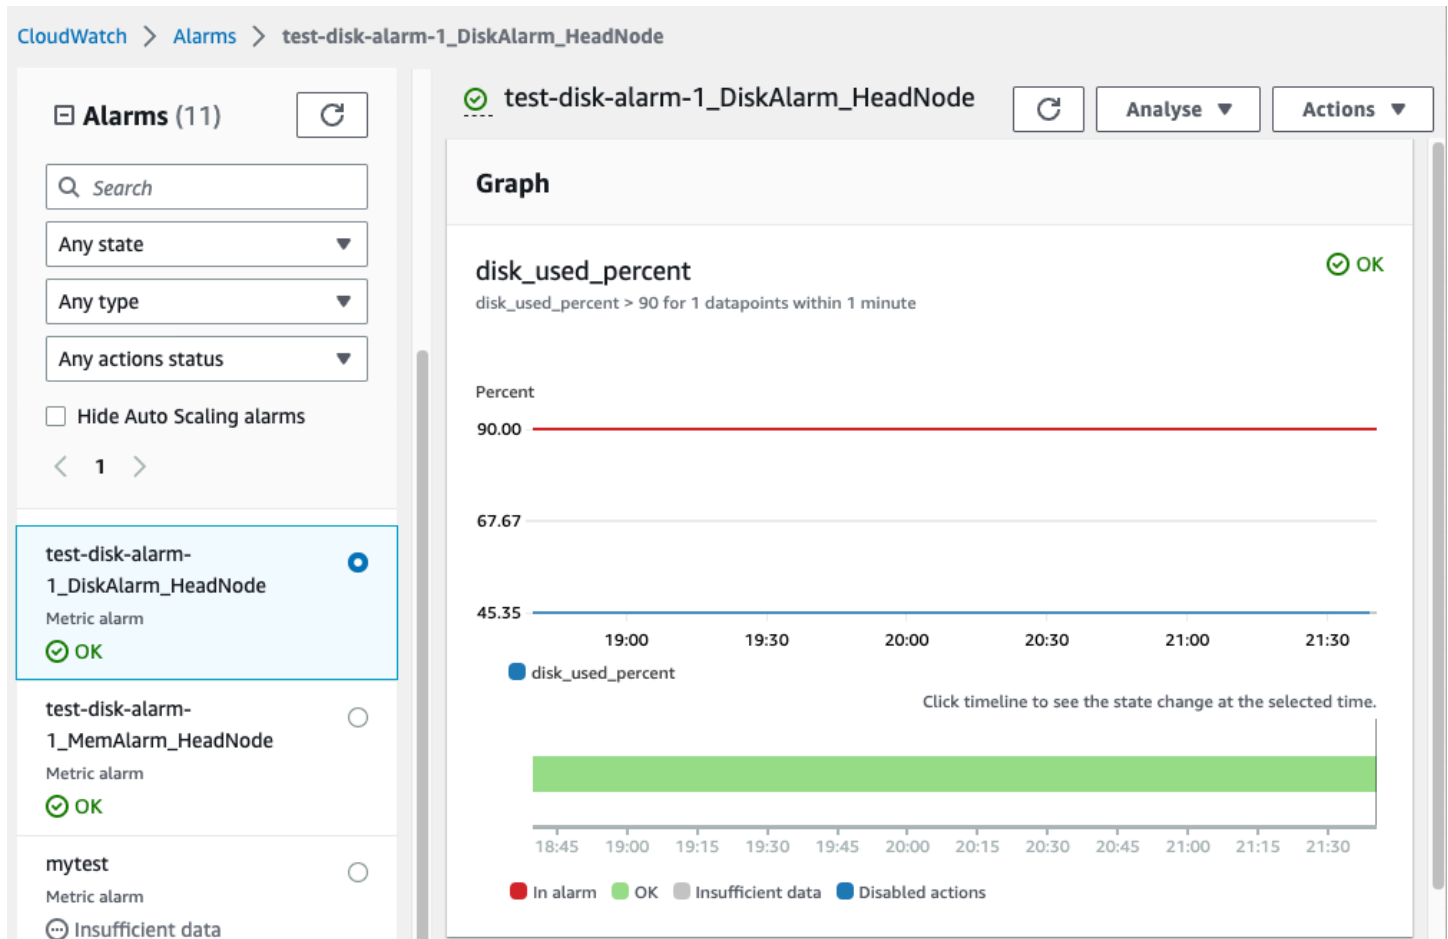 CloudWatch > Alarms > test-disk-alarm-1_DiskAlarm_HeadNode
Alarms (11)
Search
Any state
Any type
Any actions status
Hide Auto Scaling alarms
< 1 >
test-disk-alarm-
1_DiskAlarm_HeadNode
Metric alarm
OK
test-disk-alarm-
1_MemAlarm_HeadNode
Metric alarm
OK
mytest
Metric alarm
Insufficient data
test-disk-alarm-1_DiskAlarm_HeadNode
Analyse
Actions
Graph
disk_used_percent
OK
disk_used_percent > 90 for 1 datapoints within 1 minute
Percent
90.00
67.67
45.35
19:00 19:30 20:00 20:30 21:00 21:30
disk_used_percent
Click timeline to see the state change at the selected time.
18:45 19:00 19:15 19:30 19:45 20:00 20:15 20:30 20:45 21:00 21:15 21:30
In alarm OK Insufficient data Disabled actions